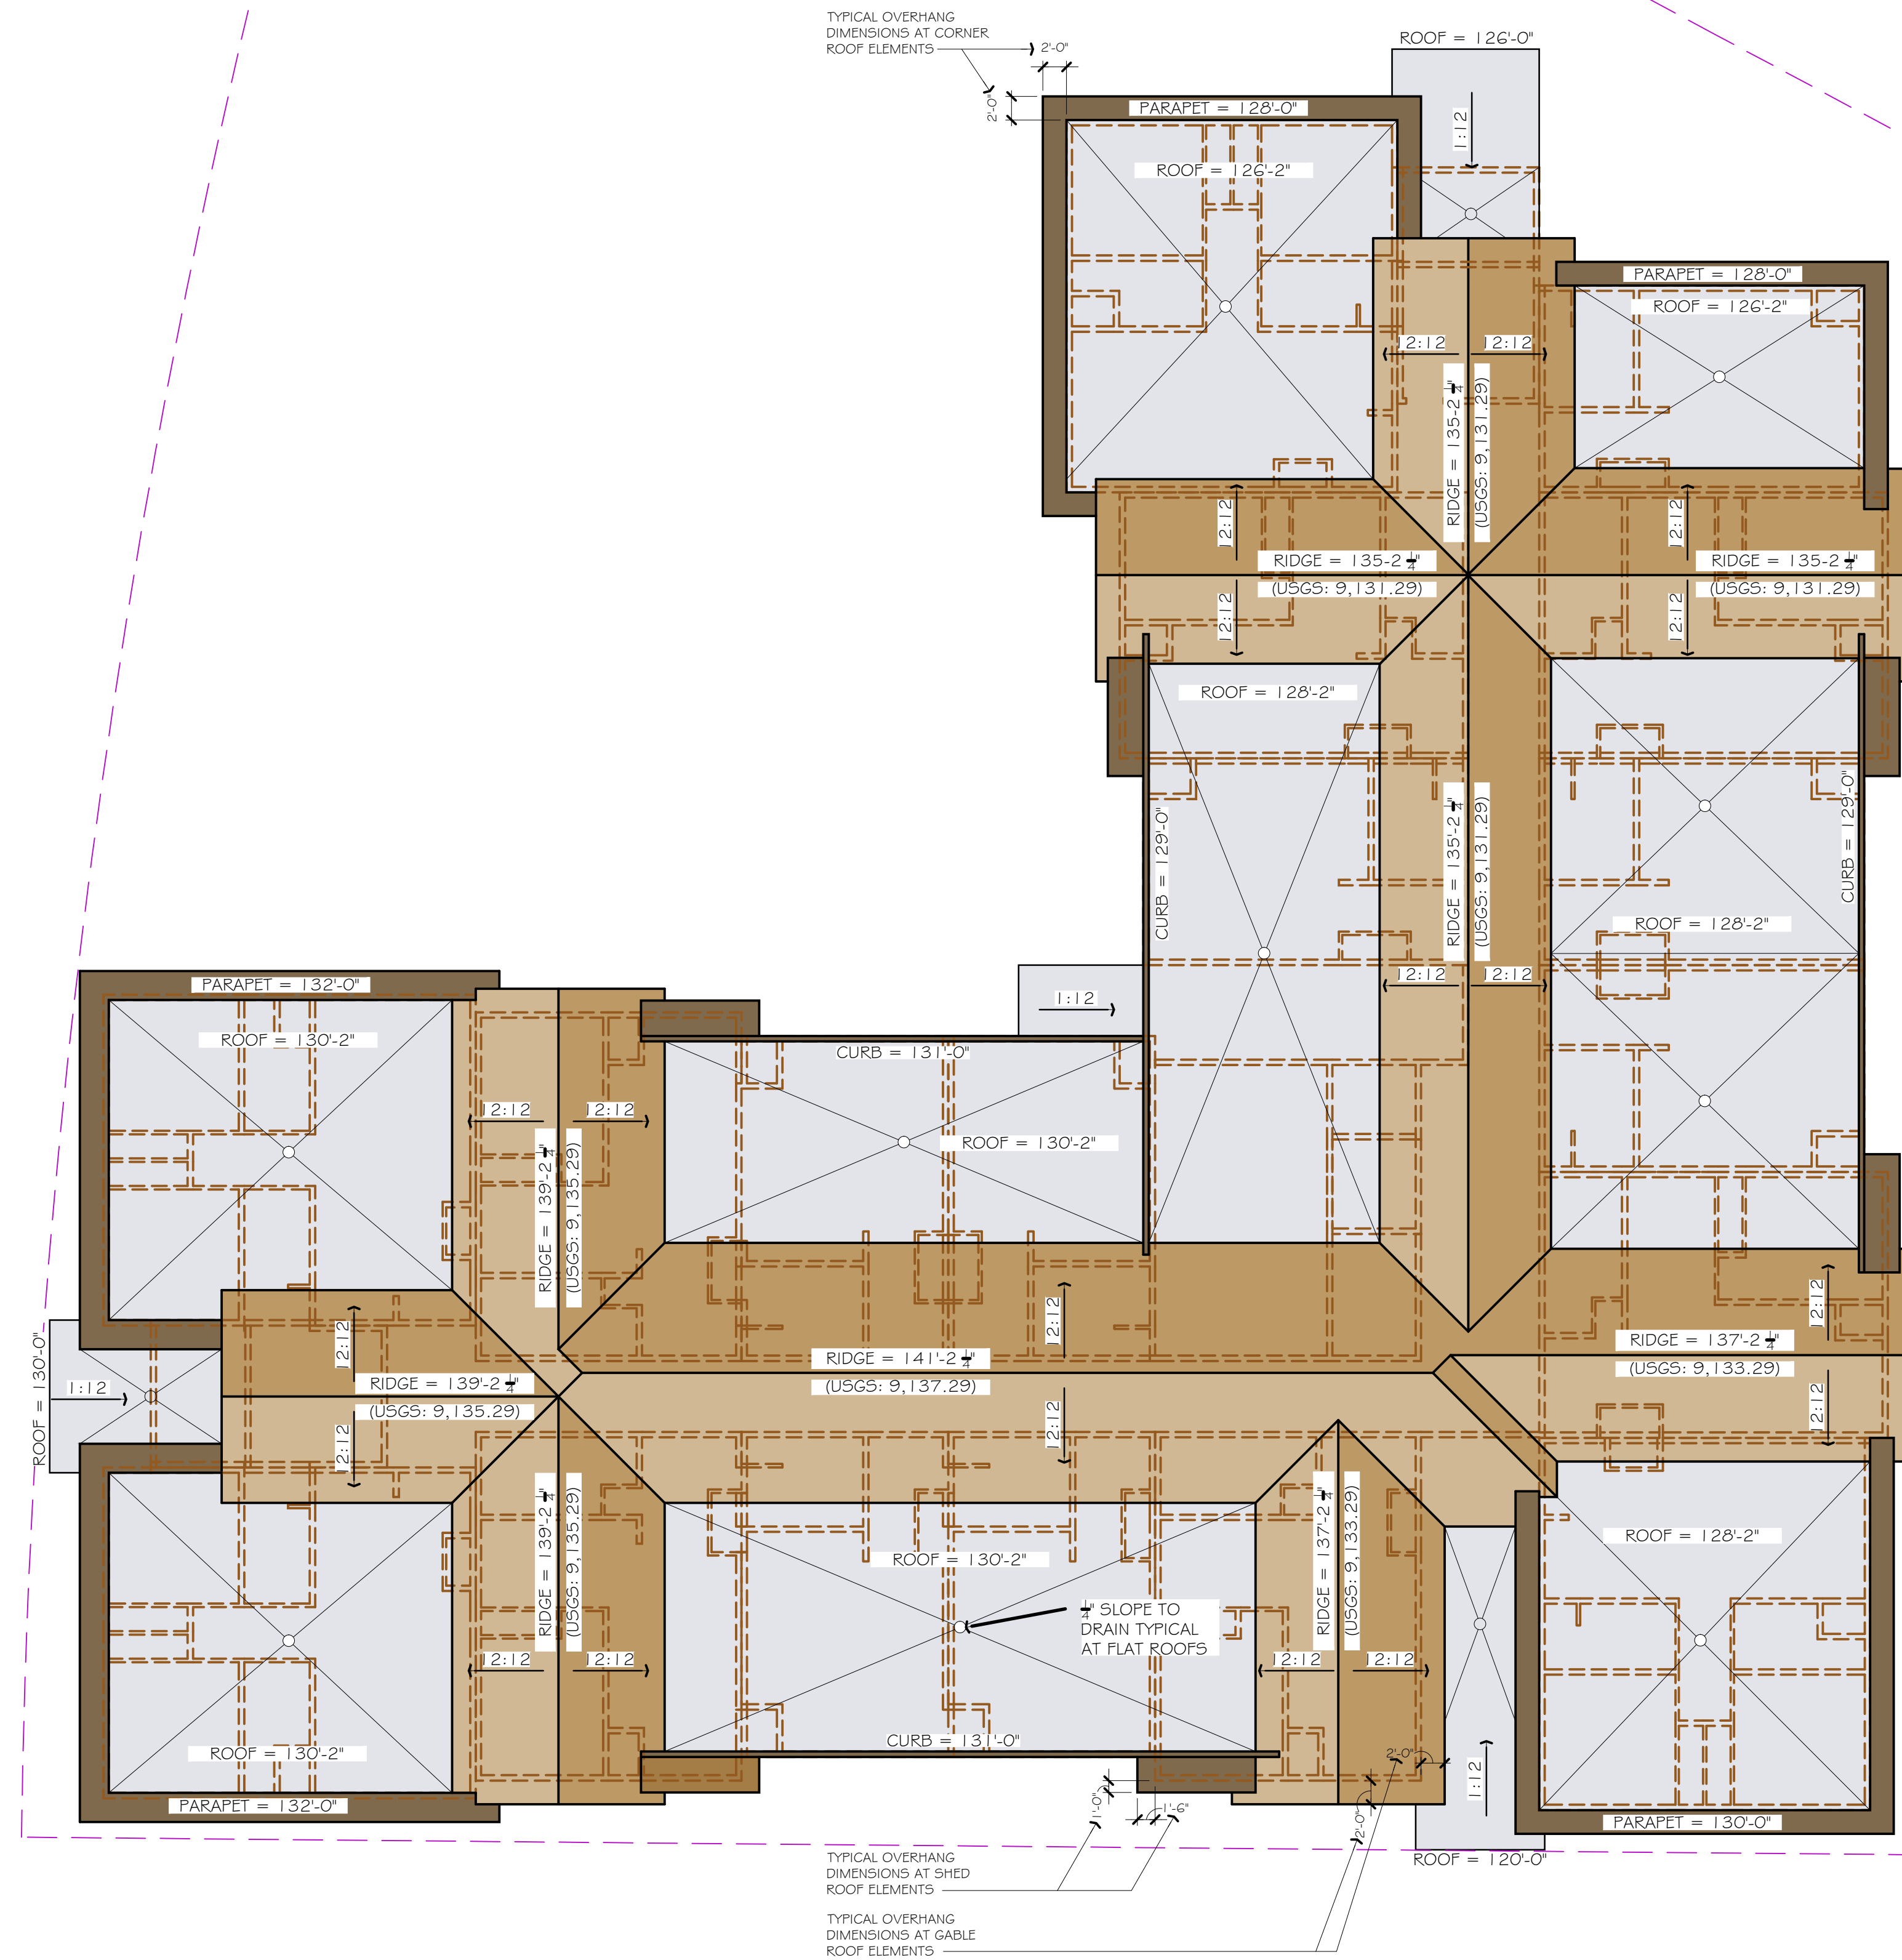 TYPICAL OVERHANG
DIMENSIONS AT CORNER
ROOF ELEMENTS
2'-0"
2'-0"
ROOF = 126'-0"
1:12
PARAPET = 128'-0"
ROOF = 126'-2"
PARAPET = 128'-0"
ROOF = 126'-2"
12:12
12:12
RIDGE = 135-2 1/4"
(USGS: 9,131.29)
12:12
12:12
RIDGE = 135-2 1/4"
(USGS: 9,131.29)
RIDGE = 135-2 1/4"
(USGS: 9,131.29)
12:12
12:12
ROOF = 128'-2"
CURB = 129'-0"
RIDGE = 135'-2 1/4"
(USGS: 9,131.29)
CURB = 129'-0"
ROOF = 128'-2"
12:12
12:12
PARAPET = 132'-0"
ROOF = 130'-2"
1:12
CURB = 131'-0"
ROOF = 130'-2"
12:12
12:12
RIDGE = 139'-2 1/4"
(USGS: 9,135.29)
12:12
12:12
12:12
RIDGE = 141'-2 1/4"
(USGS: 9,137.29)
RIDGE = 137'-2 1/4"
(USGS: 9,133.29)
ROOF = 130'-0"
1:12
RIDGE = 139'-2 1/4"
(USGS: 9,135.29)
12:12
12:12
12:12
RIDGE = 139'-2 1/4"
(USGS: 9,135.29)
RIDGE = 137'-2 1/4"
(USGS: 9,133.29)
ROOF = 128'-2"
ROOF = 130'-2"
1/4" SLOPE TO
DRAIN TYPICAL
AT FLAT ROOFS
12:12
12:12
12:12
12:12
ROOF = 130'-2"
CURB = 131'-0"
2'-0"
1:12
PARAPET = 132'-0"
1'-0"
1'-6"
2'-0"
PARAPET = 130'-0"
ROOF = 120'-0"
TYPICAL OVERHANG
DIMENSIONS AT SHED
ROOF ELEMENTS
TYPICAL OVERHANG
DIMENSIONS AT GABLE
ROOF ELEMENTS